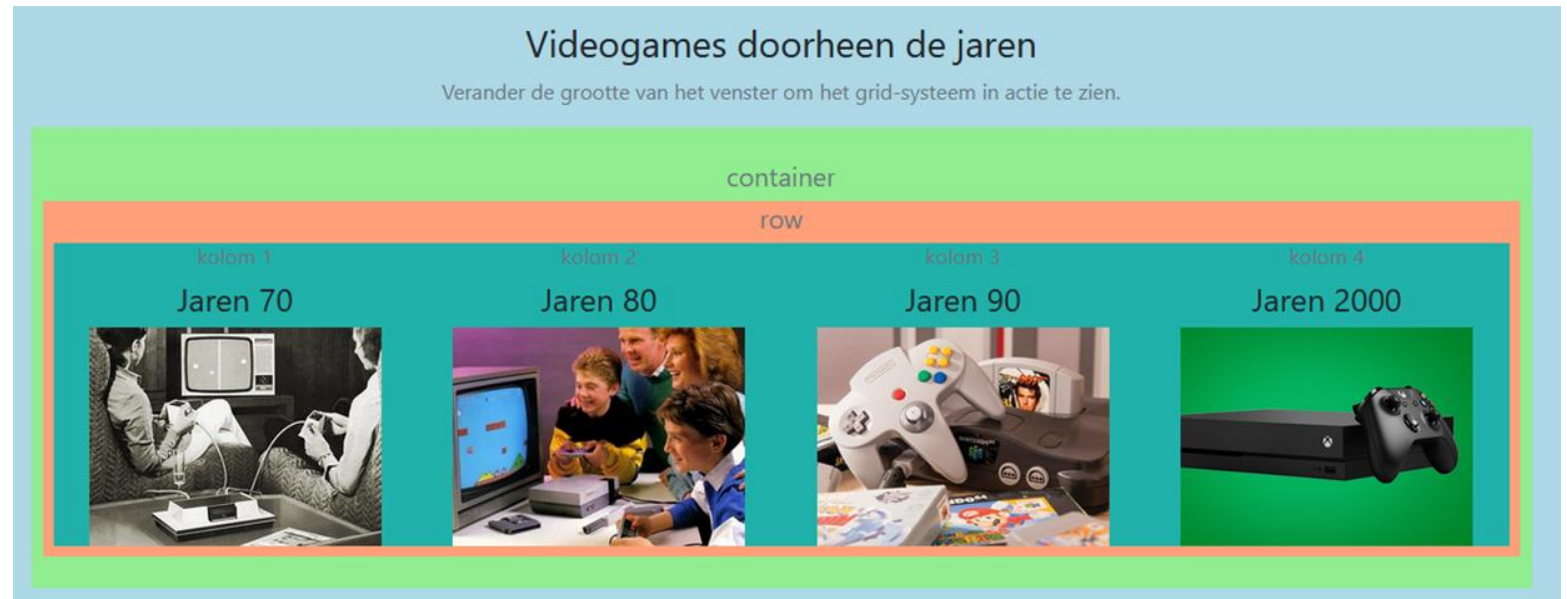 Videogames doorheen de jaren
Verander de grootte van het venster om het grid-systeem in actie te zien.
container
row
kolom 1
kolom 2
kolom 3
kolom 4
Jaren 70
Jaren 80
Jaren 90
Jaren 2000